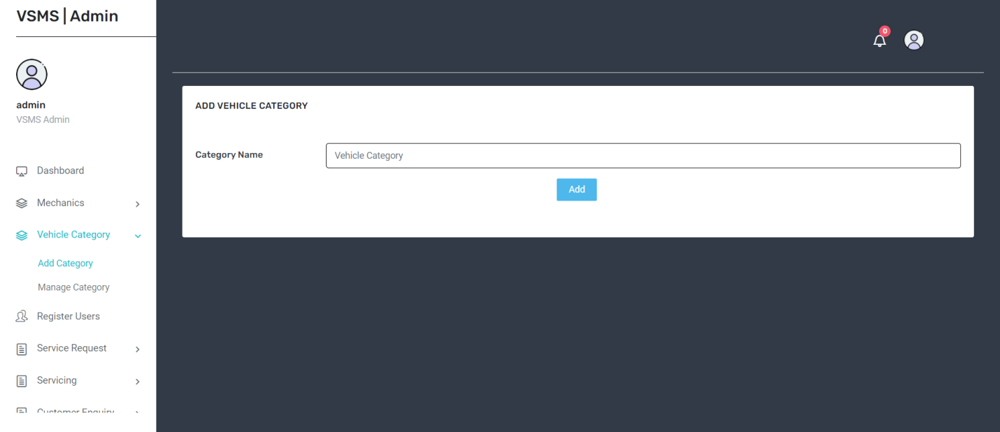 VSMS | Admin
0
admin
VSMS Admin
ADD VEHICLE CATEGORY
Category Name
Vehicle Category
Add
Dashboard
Mechanics
Vehicle Category
Add Category
Manage Category
Register Users
Service Request
Servicing
Customer Enquiry